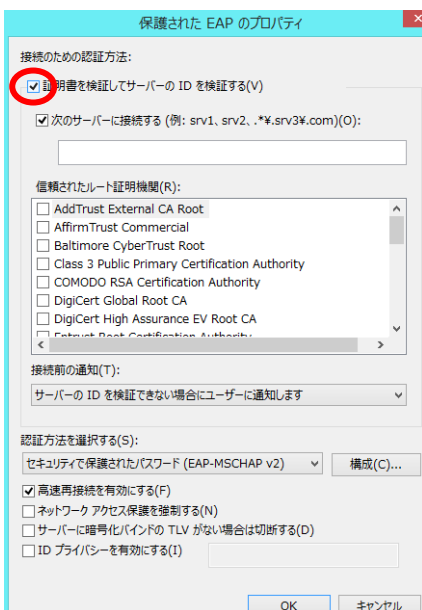 保護された EAP のプロパティ
接続のための認証方法:
証明書を検証してサーバーの ID を検証する(V)
次のサーバーに接続する (例: srv1、srv2、.*¥.srv3¥.com)(O):
信頼されたルート証明機関(R):
AddTrust External CA Root
AffirmTrust Commercial
Baltimore CyberTrust Root
Class 3 Public Primary Certification Authority
COMODO RSA Certification Authority
DigiCert Global Root CA
DigiCert High Assurance EV Root CA
Entrust Root Certification Authority
接続前の通知(T):
サーバーの ID を検証できない場合にユーザーに通知します
認証方法を選択する(S):
セキュリティで保護されたパスワード (EAP-MSCHAP v2)
構成(C)...
高速再接続を有効にする(F)
ネットワーク アクセス保護を強制する(N)
サーバーに暗号化バインドの TLV がない場合は切断する(D)
ID プライバシーを有効にする(I)
OK
キャンセル